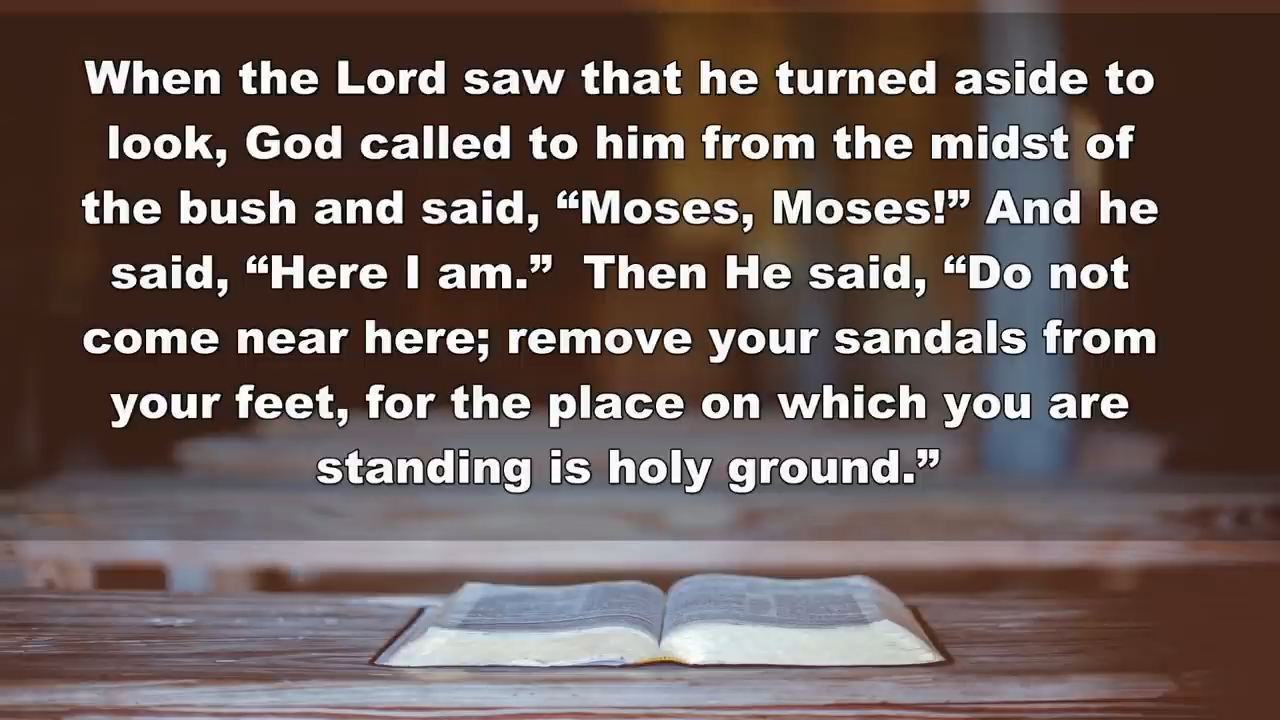 When the Lord saw that he turned aside to
look, God called to him from the midst of
the bush and said, “Moses, Moses!” And he
said, “Here I am.”  Then He said, “Do not
come near here; remove your sandals from
your feet, for the place on which you are
standing is holy ground.”